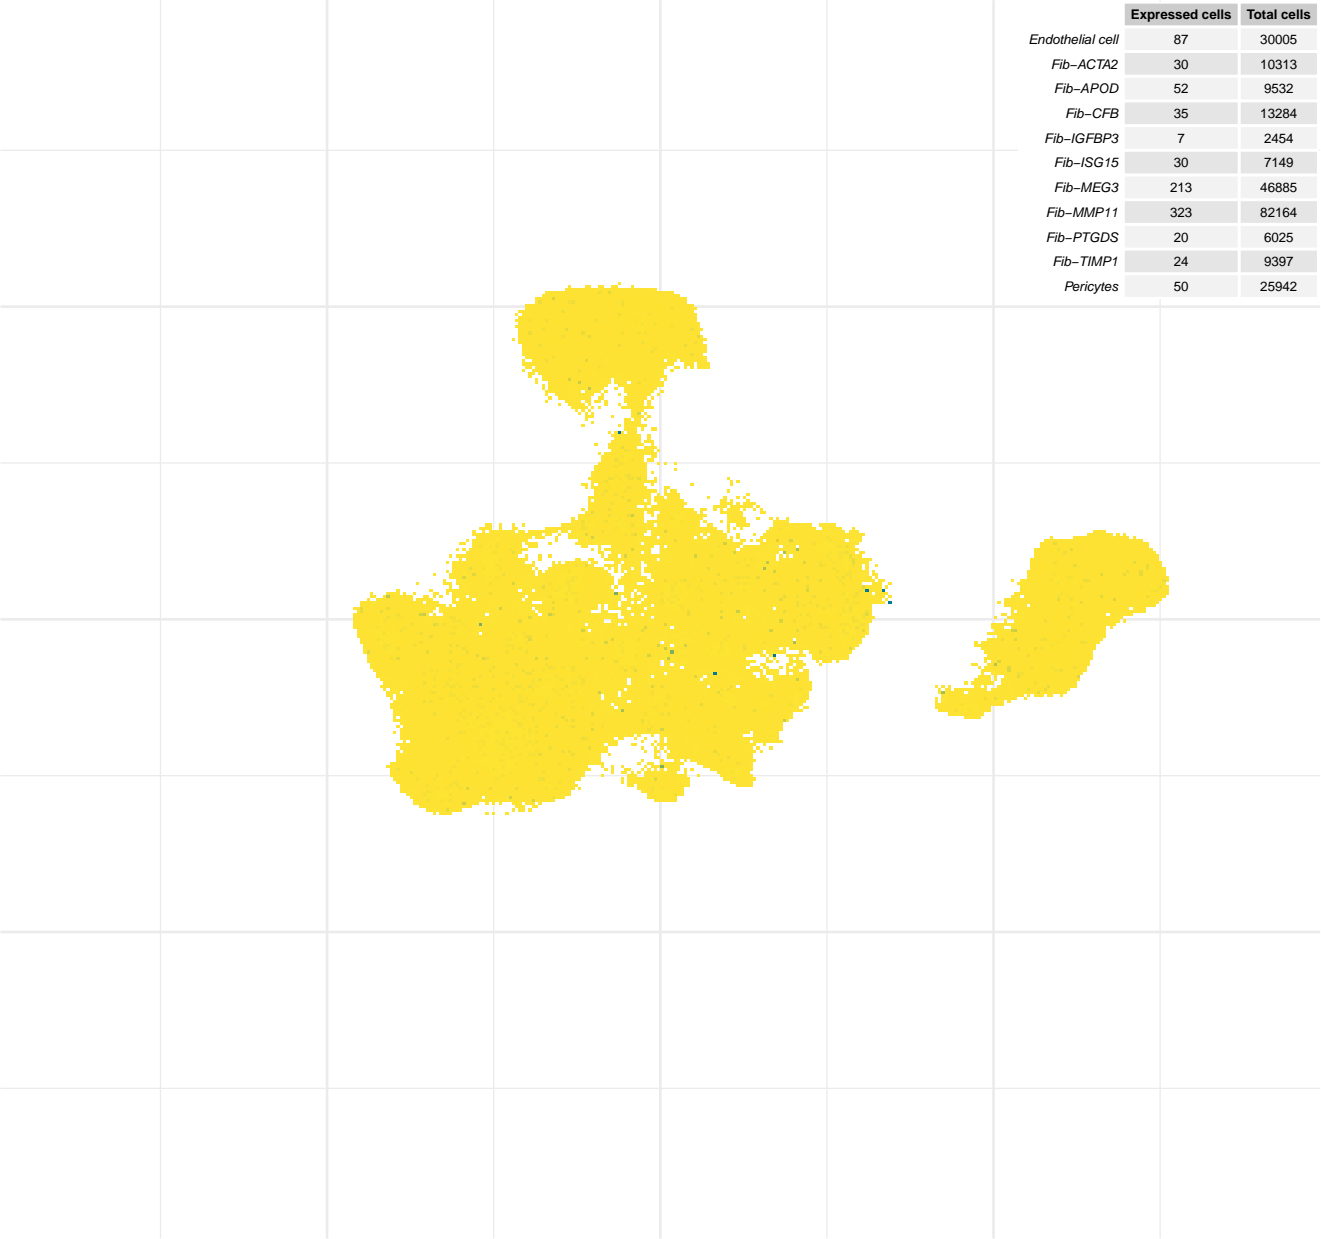 Expressed cells Total cells
Endothelial cell 87 30005
Fib−ACTA2 30 10313
Fib−APOD 52 9532
Fib−CFB 35 13284
Fib−IGFBP3 7 2454
Fib−ISG15 30 7149
Fib−MEG3 213 46885
Fib−MMP11 323 82164
Fib−PTGDS 20 6025
Fib−TIMP1 24 9397
Pericytes 50 25942